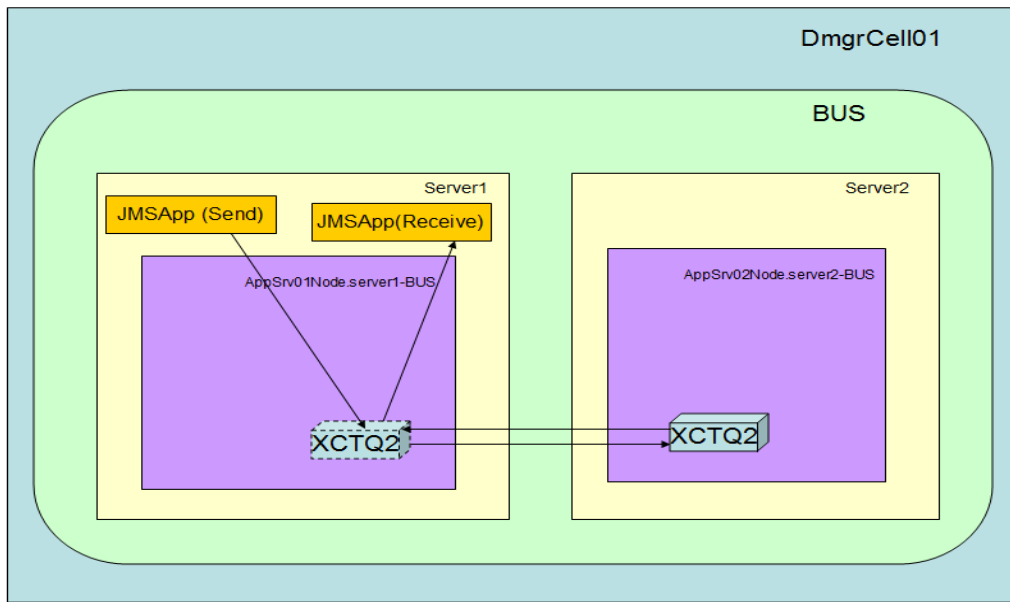 DmgrCell01
BUS
Server1
Server2
JMSApp (Send)
JMSApp(Receive)
AppSrv01Node.server1-BUS
AppSrv02Node.server2-BUS
XCTQ2
XCTQ2